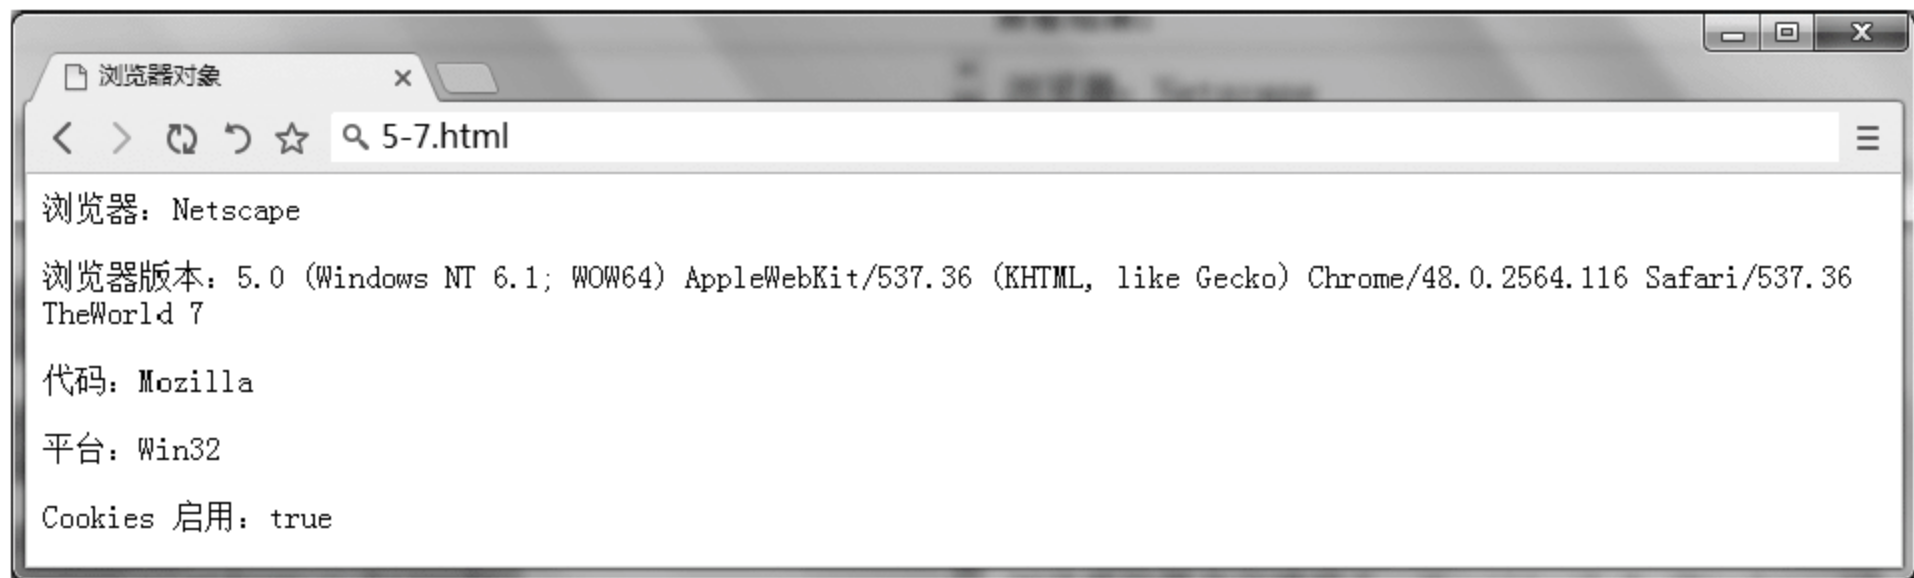 浏览器对象
5-7.html
浏览器：Netscape
浏览器版本：5.0 (Windows NT 6.1; WOW64) AppleWebKit/537.36 (KHTML, like Gecko) Chrome/48.0.2564.116 Safari/537.36
TheWorld 7
代码：Mozilla
平台：Win32
Cookies 启用：true